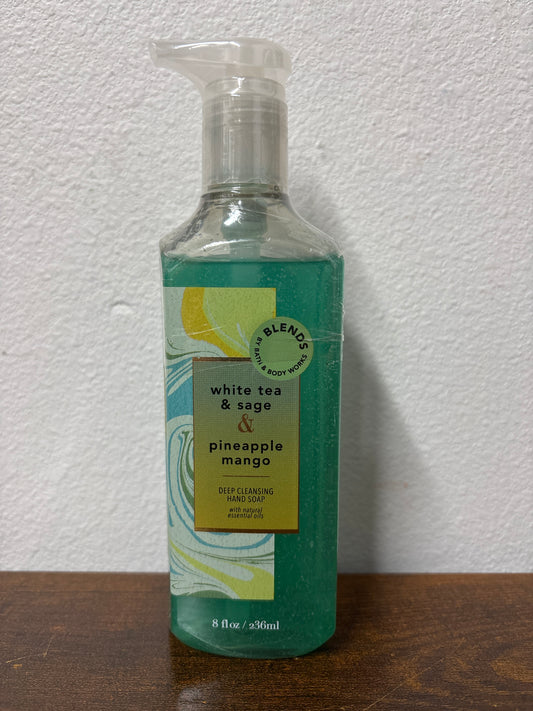 BLENDS
BY BATH & BODY WORKS
white tea
& sage
&
pineapple
mango
DEEP CLEANSING
HAND SOAP
with natural
essential oils
8 fl oz / 236ml